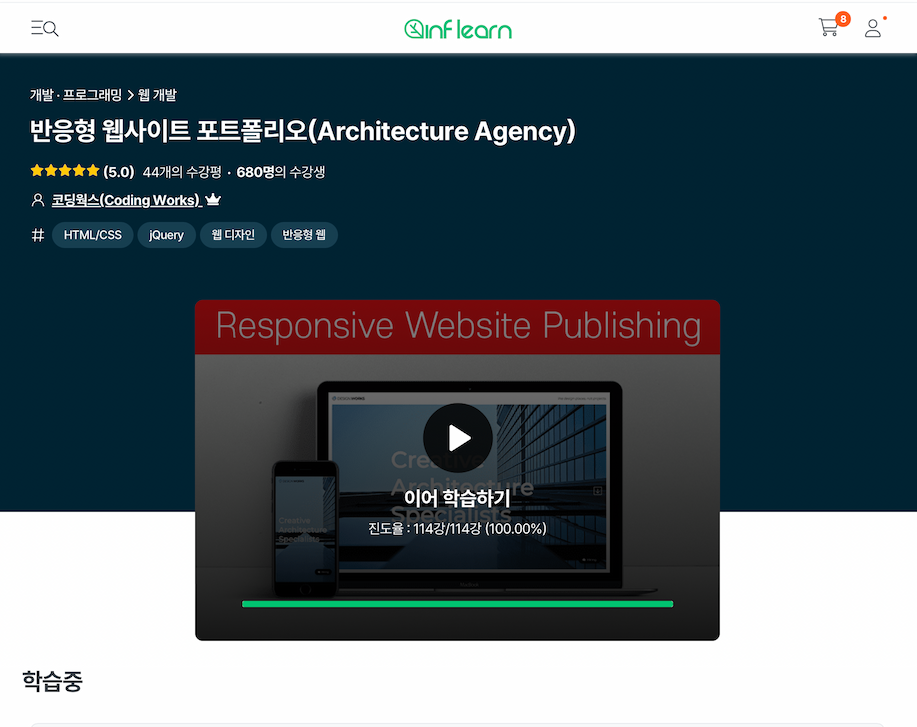 inflearn
8
개발 · 프로그래밍 > 웹 개발
반응형 웹사이트 포트폴리오(Architecture Agency)
(5.0) 44개의 수강평 · 680명의 수강생
코딩웍스(Coding Works)
# HTML/CSS jQuery 웹 디자인 반응형 웹
Responsive Website Publishing
Creative
Architecture
Specialists
이어 학습하기
진도율 : 114강/114강 (100.00%)
Creative
Architecture
Specialists
학습중